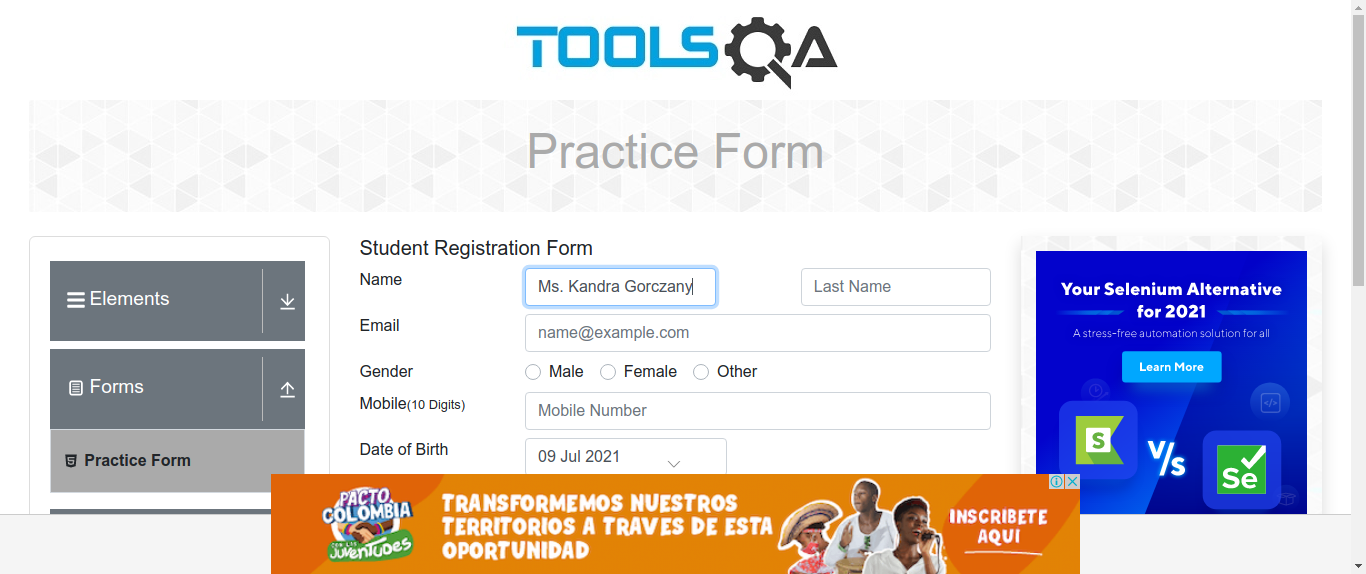 TOOLSQA
Practice Form
Elements
Forms
Practice Form
Student Registration Form
Name
Ms. Kandra Gorczany
Last Name
Email
name@example.com
Gender
Male
Female
Other
Mobile(10 Digits)
Mobile Number
Date of Birth
09 Jul 2021
Your Selenium Alternative
for 2021
A stress-free automation solution for all
Learn More
S
V/s
Se
PACTO
COLOMBIA
CON LAS
JUVENTUDES
TRANSFORMEMOS NUESTROS
TERRITORIOS A TRAVES DE ESTA
OPORTUNIDAD
INSCRIBETE
AQUI